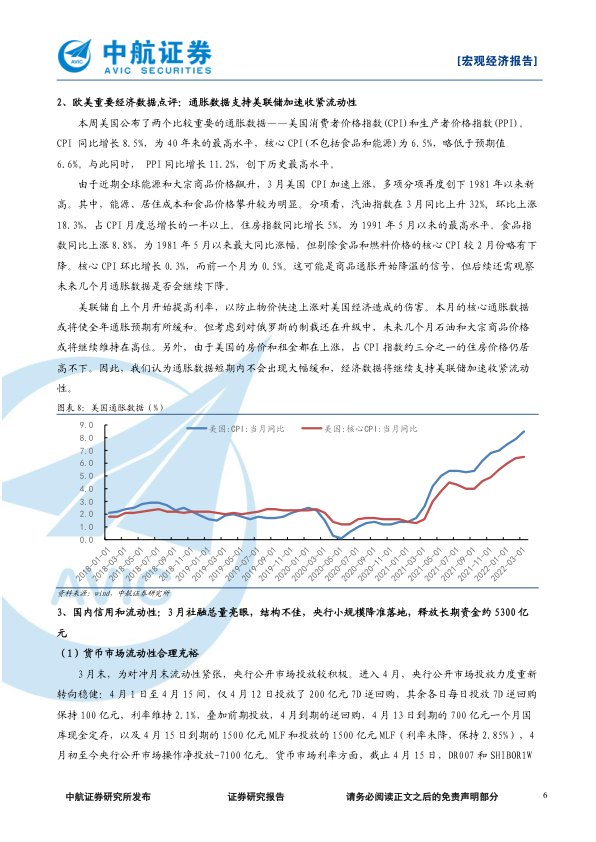 中航证券
AVIC SECURITIES
[宏观经济报告]
2、欧美重要经济数据点评：通胀数据支持美联储加速收紧流动性
本周美国公布了两个比较重要的通胀数据——美国消费者价格指数(CPI)和生产者价格指数(PPI)。
CPI 同比增长 8.5%，为 40 年来的最高水平，核心 CPI(不包括食品和能源)为 6.5%，略低于预期值
6.6%。与此同时， PPI 同比增长 11.2%，创下历史最高水平。
由于近期全球能源和大宗商品价格飙升，3 月美国 CPI 加速上涨，多项分项再度创下 1981 年以来新
高。其中，能源、居住成本和食品价格攀升较为明显。分项看，汽油指数在 3 月同比上升 32%, 环比上涨
18.3%，占 CPI 月度总增长的一半以上。住房指数同比增长 5%，为 1991 年 5 月以来的最高水平。食品指
数同比上涨 8.8%，为 1981 年 5 月以来最大同比涨幅。但剔除食品和燃料价格的核心 CPI 较 2 月份略有下
降。核心 CPI 环比增长 0.3%，而前一个月为 0.5%。这可能是商品通胀开始降温的信号，但后续还需观察
未来几个月通胀数据是否会继续下降。
美联储自上个月开始提高利率，以防止物价快速上涨对美国经济造成的伤害。本月的核心通胀数据
或将使全年通胀预期有所缓和。但考虑到对俄罗斯的制裁还在升级中，未来几个月石油和大宗商品价格
或将继续维持在高位。另外，由于美国的房价和租金都在上涨，占 CPI 指数约三分之一的住房价格仍居
高不下。因此，我们认为通胀数据短期内不会出现大幅缓和，经济数据将继续支持美联储加速收紧流动
性。
图表 8：美国通胀数据（%）
美国:CPI:当月同比
美国:核心CPI:当月同比
9.0
8.0
7.0
6.0
5.0
4.0
3.0
2.0
1.0
0.0
2018-01-01
2018-03-01
2018-05-01
2018-07-01
2018-09-01
2018-11-01
2019-01-01
2019-03-01
2019-05-01
2019-07-01
2019-09-01
2019-11-01
2020-01-01
2020-03-01
2020-05-01
2020-07-01
2020-09-01
2020-11-01
2021-01-01
2021-03-01
2021-05-01
2021-07-01
2021-09-01
2021-11-01
2022-01-01
2022-03-01
资料来源：wind、中航证券研究所
3、国内信用和流动性：3 月社融总量亮眼，结构不佳，央行小规模降准落地，释放长期资金约 5300 亿
元
（1）货币市场流动性合理充裕
3 月末，为对冲月末流动性紧张，央行公开市场投放较积极。进入 4 月，央行公开市场投放力度重新
转向稳健：4 月 1 日至 4 月 15 间，仅 4 月 12 日投放了 200 亿元 7D 逆回购，其余各日每日投放 7D 逆回购
保持 100 亿元，利率维持 2.1%，叠加前期投放，4 月到期的逆回购，4 月 13 日到期的 700 亿元一个月国
库现金定存，以及 4 月 15 日到期的 1500 亿元 MLF 和投放的 1500 亿元 MLF（利率未降，保持 2.85%），4
月初至今央行公开市场操作净投放-7100 亿元。货币市场利率方面，截止 4 月 15 日，DR007 和 SHIBOR1W
中航证券研究所发布
证券研究报告
请务必阅读正文之后的免责声明部分
6
AVIC